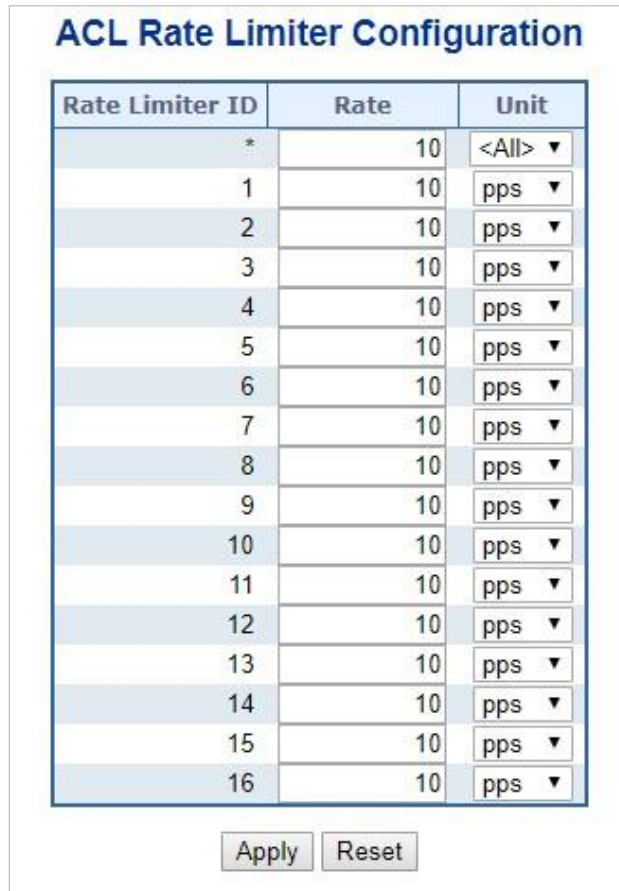 ACL Rate Limiter Configuration
Rate Limiter ID Rate Unit
* 10 <All>
1 10 pps
2 10 pps
3 10 pps
4 10 pps
5 10 pps
6 10 pps
7 10 pps
8 10 pps
9 10 pps
10 10 pps
11 10 pps
12 10 pps
13 10 pps
14 10 pps
15 10 pps
16 10 pps
Apply Reset